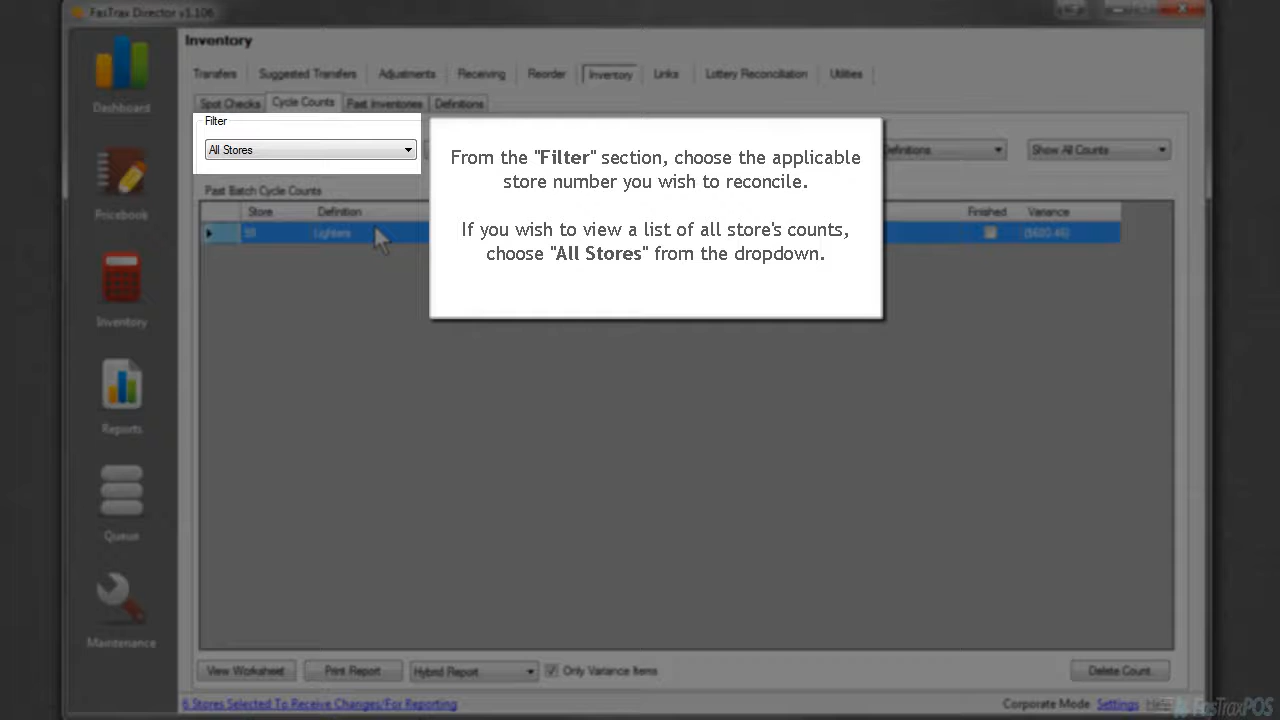 FasTrax Director v1.106
Inventory
Transfers Suggested Transfers Adjustments Receiving Reorder Inventory Links Lottery Reconciliation Utilities
Spot Checks Cycle Counts Past Inventories Definitions
Filter
All Stores
Definitions
Show All Counts
From the "Filter" section, choose the applicable
store number you wish to reconcile.
If you wish to view a list of all store's counts,
choose "All Stores" from the dropdown.
Past Batch Cycle Counts
Store Definition Finished Variance
Lighters
Dashboard
Pricebook
Inventory
Reports
Queue
Maintenance
View Worksheet Print Report Hybrid Report Only Variance Items Delete Count
6 Stores Selected To Receive Changes/For Reporting
Corporate Mode Settings Help
FasTraxPOS